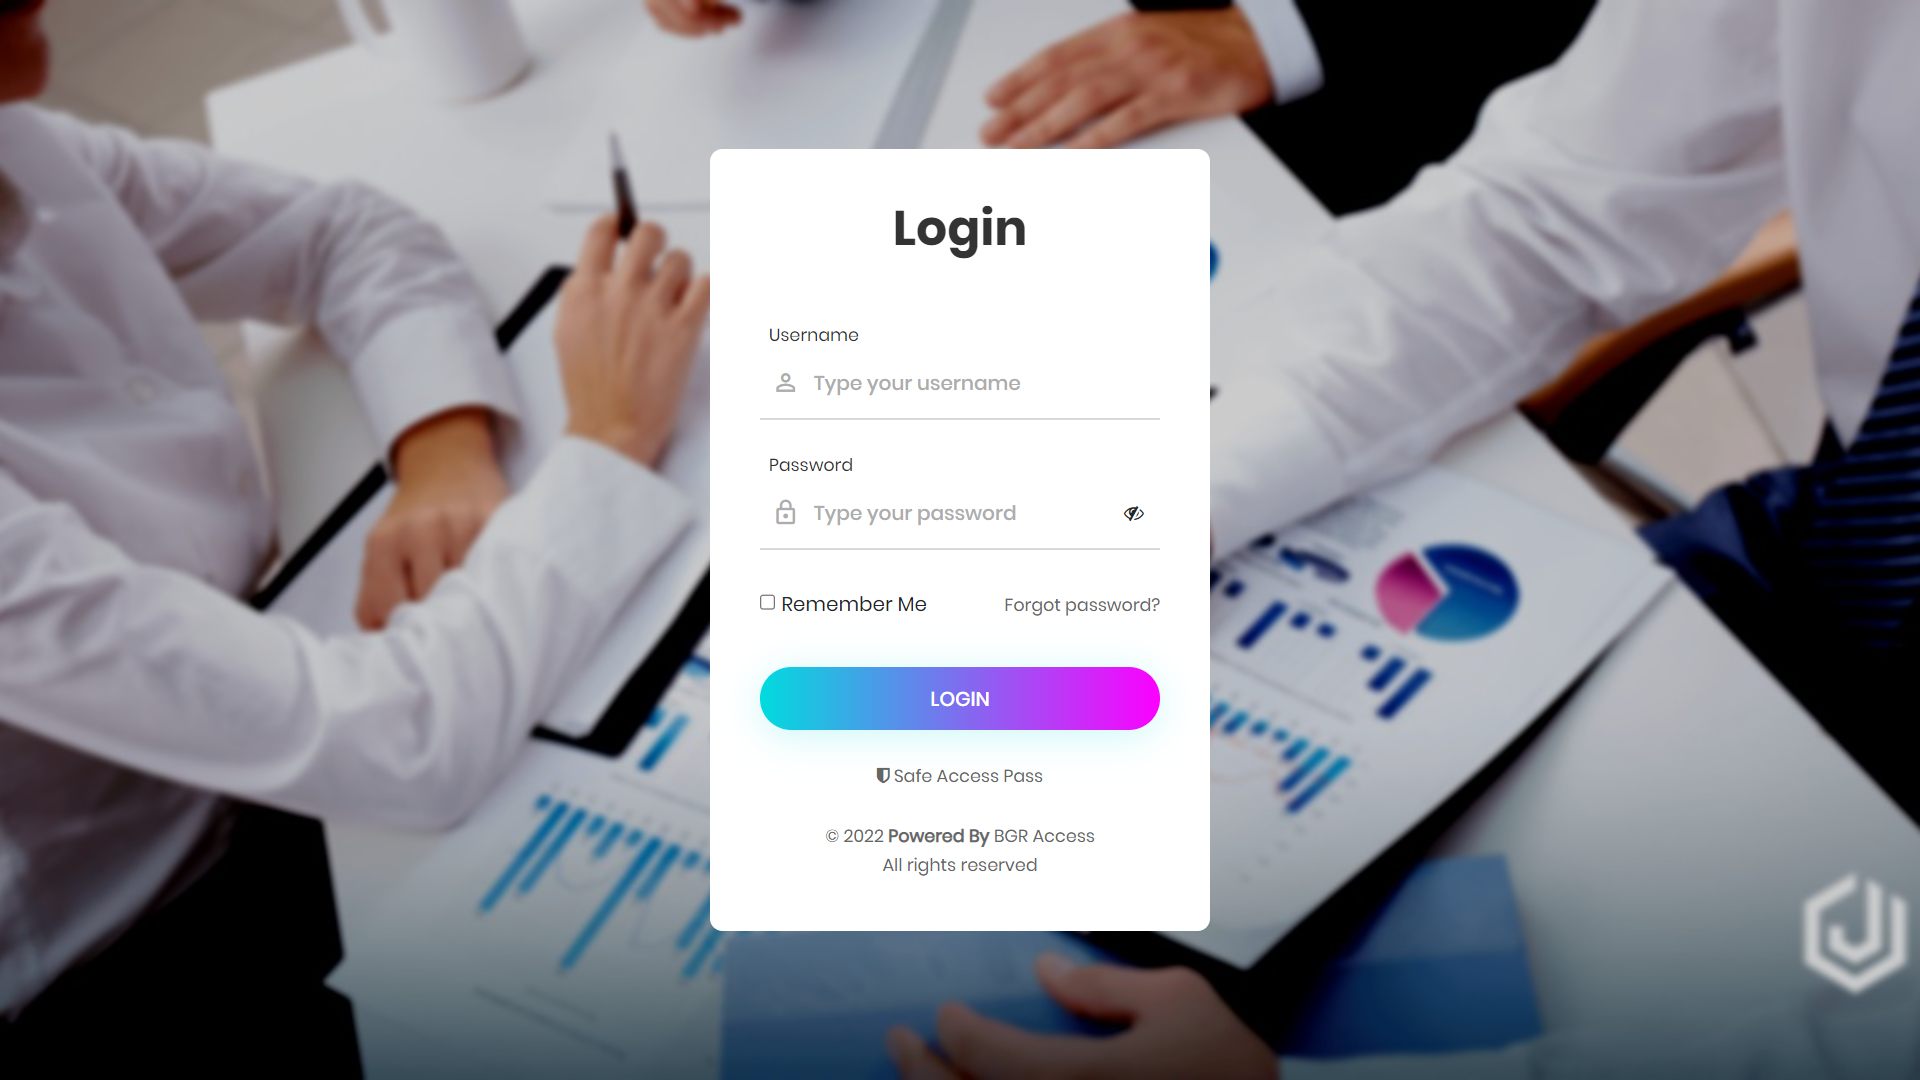 Login
Username
Type your username
Password
Type your password
Remember Me
Forgot password?
LOGIN
Safe Access Pass
© 2022 Powered By BGR Access
All rights reserved